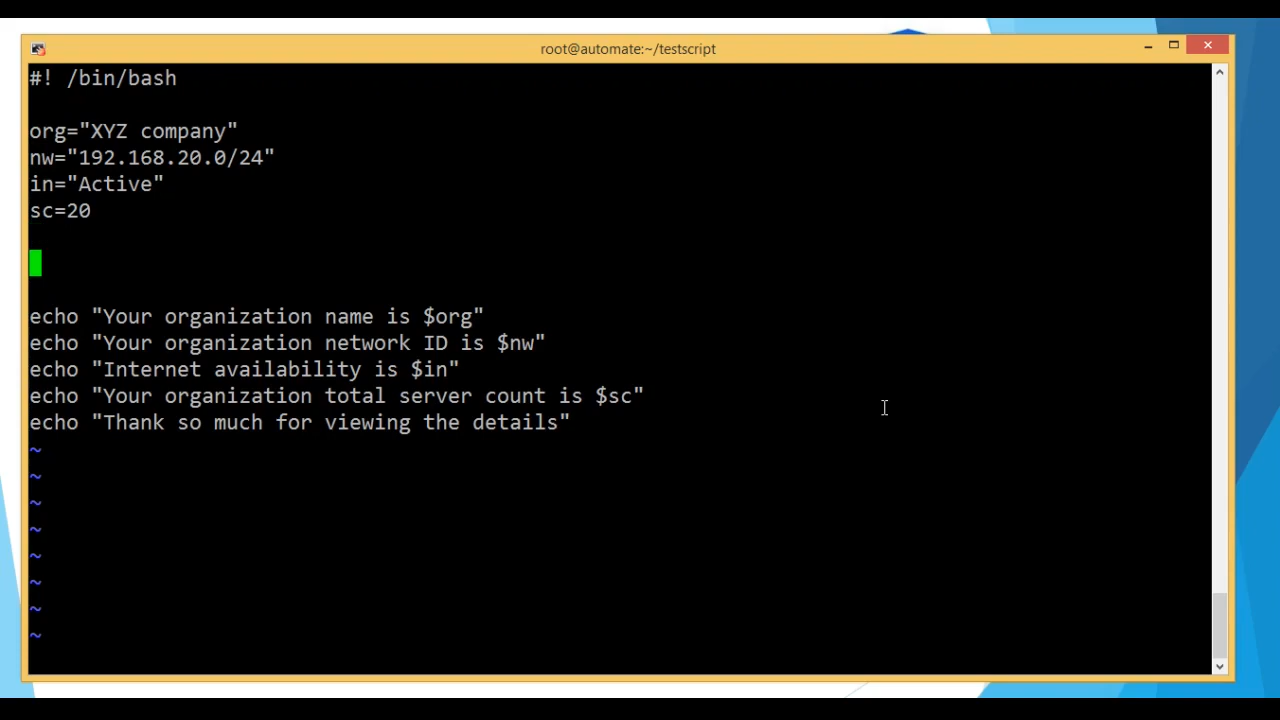 root@automate:~/testscript
#! /bin/bash
org="XYZ company"
nw="192.168.20.0/24"
in="Active"
sc=20
echo "Your organization name is $org"
echo "Your organization network ID is $nw"
echo "Internet availability is $in"
echo "Your organization total server count is $sc"
echo "Thank so much for viewing the details"
~
~
~
~
~
~
~
~